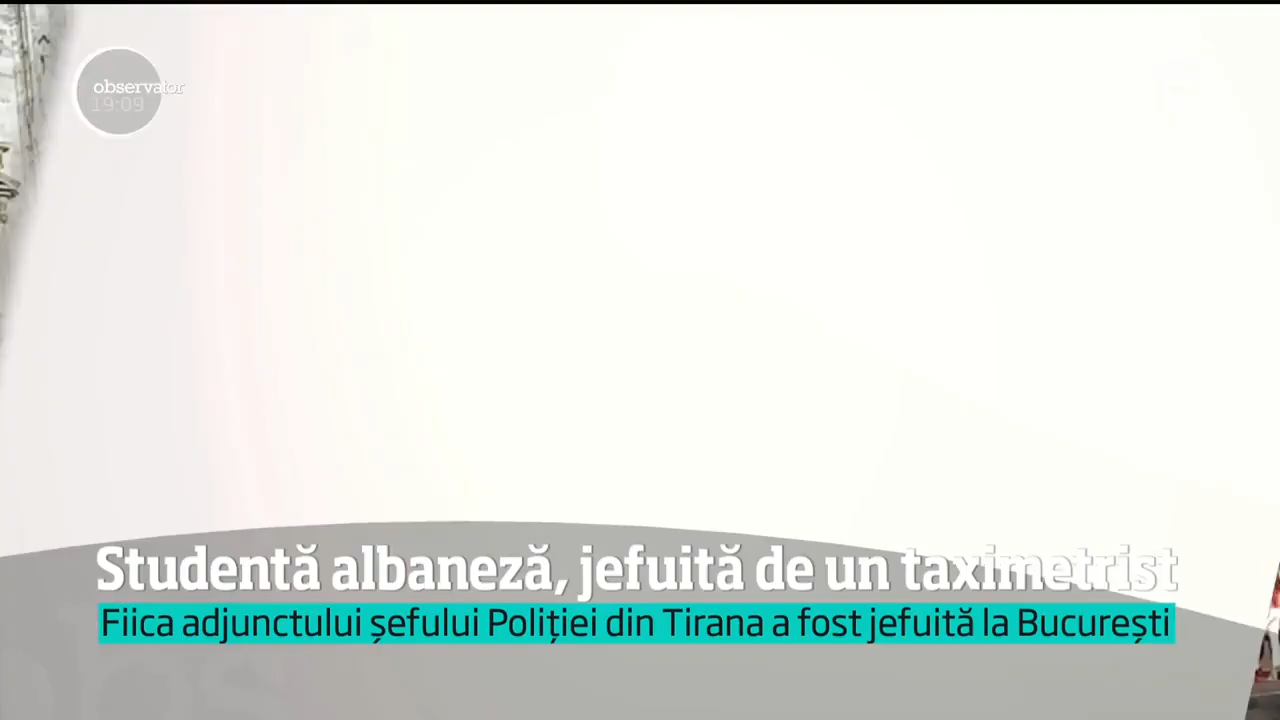 observator
19:09
Studentă albaneză, jefuită de un taximetrist
Fiica adjunctului șefului Poliției din Tirana a fost jefuită la București